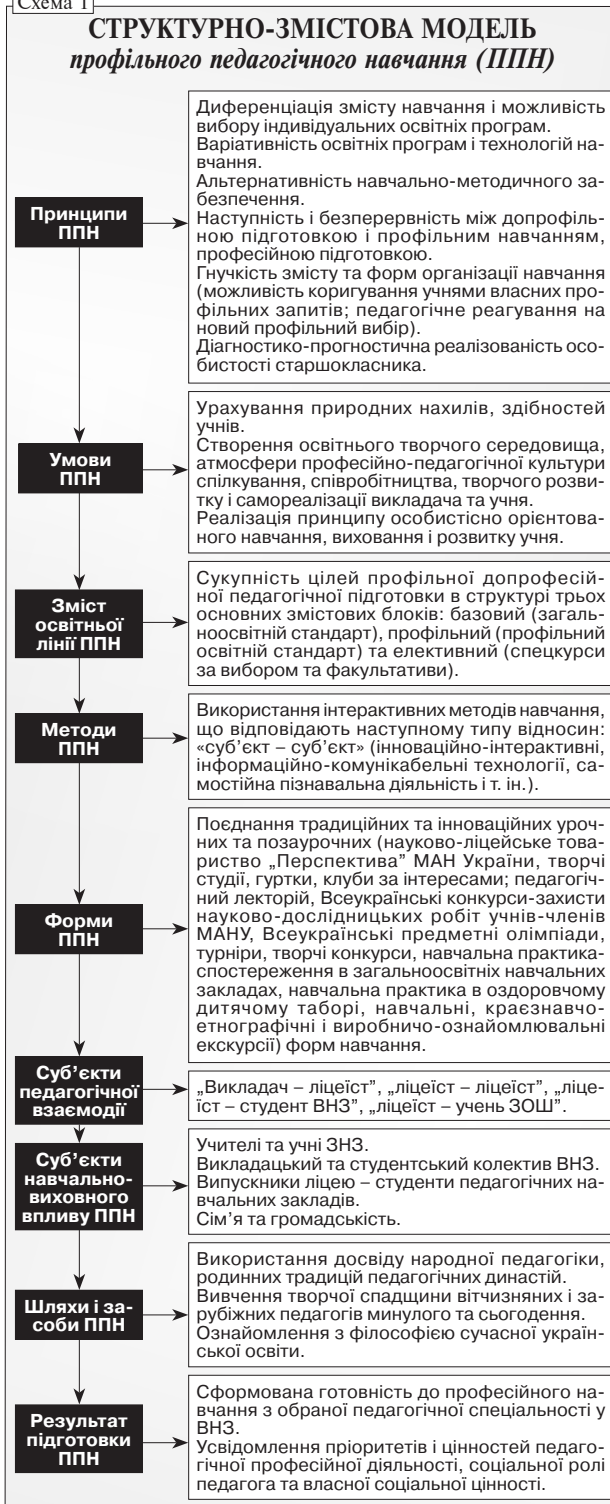 Схема 1
СТРУКТУРНО-ЗМІСТОВА МОДЕЛЬ
профільного педагогічного навчання (ППН)
Принципи
ППН
Диференціація змісту навчання і можливість
вибору індивідуальних освітніх програм.
Варіативність освітніх програм і технологій на-
вчання.
Альтернативність навчально-методичного за-
безпечення.
Наступність і безперервність між допрофіль-
ною підготовкою і профільним навчанням,
професійною підготовкою.
Гнучкість змісту та форм організації навчання
(можливість коригування учнями власних про-
фільних запитів; педагогічне реагування на
новий профільний вибір).
Діагностико-прогностична реалізованість осо-
бистості старшокласника.
Умови
ППН
Урахування природних нахилів, здібностей
учнів.
Створення освітнього творчого середовища,
атмосфери професійно-педагогічної культури
спілкування, співробітництва, творчого розви-
тку і самореалізації викладача та учня.
Реалізація принципу особистісно орієнтова-
ного навчання, виховання і розвитку учня.
Зміст
освітньої
лінії ППН
Сукупність цілей профільної допрофесій-
ної педагогічної підготовки в структурі трьох
основних змістових блоків: базовий (загаль-
ноосвітній стандарт), профільний (профільний
освітній стандарт) та елективний (спецкурси
за вибором та факультативи).
Методи
ППН
Використання інтерактивних методів навчання,
що відповідають наступному типу відносин:
«суб’єкт – суб’єкт» (інноваційно-інтерактивні,
інформаційно-комунікабельні технології, са-
мостійна пізнавальна діяльність і т. ін.).
Форми
ППН
Поєднання традиційних та інноваційних уроч-
них та позаурочних (науково-ліцейське това-
риство „Перспектива” МАН України, творчі
студії, гуртки, клуби за інтересами; педагогіч-
ний лекторій, Всеукраїнські конкурси-захисти
науково-дослідницьких робіт учнів-членів
МАНУ, Всеукраїнські предметні олімпіади,
турніри, творчі конкурси, навчальна практика-
спостереження в загальноосвітніх навчальних
закладах, навчальна практика в оздоровчому
дитячому таборі, навчальні, краєзнавчо-
етнографічні і виробничо-ознайомлювальні
екскурсії) форм навчання.
Суб’єкти
педагогічної
взаємодії
„Викладач – ліцеїст”, „ліцеїст – ліцеїст”, „ліце-
їст – студент ВНЗ”, „ліцеїст – учень ЗОШ”.
Суб’єкти
навчально-
виховного
впливу ППН
Учителі та учні ЗНЗ.
Викладацький та студентський колектив ВНЗ.
Випускники ліцею – студенти педагогічних на-
вчальних закладів.
Сім’я та громадськість.
Шляхи і за-
соби ППН
Використання досвіду народної педагогіки,
родинних традицій педагогічних династій.
Вивчення творчої спадщини вітчизняних і за-
рубіжних педагогів минулого та сьогодення.
Ознайомлення з філософією сучасної україн-
ської освіти.
Результат
підготовки
ППН
Сформована готовність до професійного на-
вчання з обраної педагогічної спеціальності у
ВНЗ.
Усвідомлення пріоритетів і цінностей педаго-
гічної професійної діяльності, соціальної ролі
педагога та власної соціальної цінності.